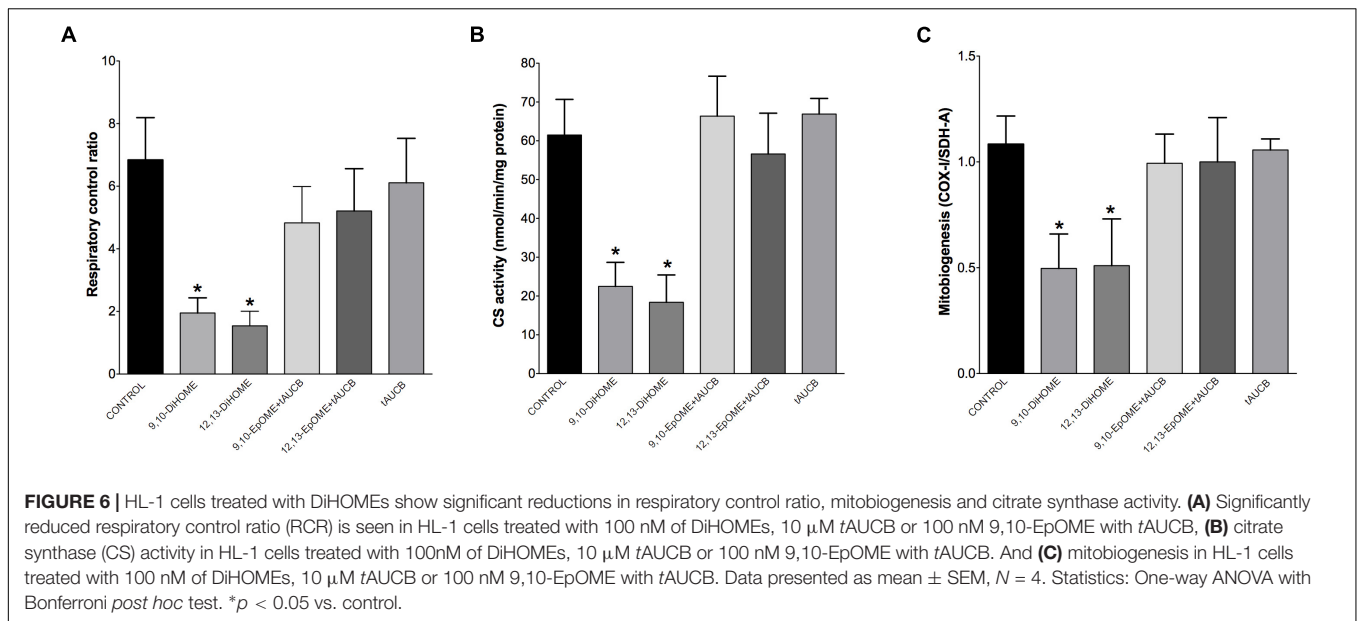 A
Respiratory control ratio
10
8
6
4
2
0
*
*
CONTROL
9,10-DiHOME
12,13-DiHOME
9,10-EpOME+tAUCB
12,13-EpOME+tAUCB
tAUCB
B
CS activity (nmol/min/mg protein)
80
70
60
50
40
30
20
10
0
*
*
CONTROL
9,10-DiHOME
12,13-DiHOME
9,10-EpOME+tAUCB
12,13-EpOME+tAUCB
tAUCB
C
Mitobiogenesis (COX-I/SDH-A)
1.5
1.0
0.5
0.0
*
*
CONTROL
9,10-DiHOME
12,13-DiHOME
9,10-EpOME+tAUCB
12,13-EpOME+tAUCB
tAUCB
FIGURE 6 | HL-1 cells treated with DiHOMEs show significant reductions in respiratory control ratio, mitobiogenesis and citrate synthase activity. (A) Significantly
reduced respiratory control ratio (RCR) is seen in HL-1 cells treated with 100 nM of DiHOMEs, 10 μM tAUCB or 100 nM 9,10-EpOME with tAUCB, (B) citrate
synthase (CS) activity in HL-1 cells treated with 100nM of DiHOMEs, 10 μM tAUCB or 100 nM 9,10-EpOME with tAUCB. And (C) mitobiogenesis in HL-1 cells
treated with 100 nM of DiHOMEs, 10 μM tAUCB or 100 nM 9,10-EpOME with tAUCB. Data presented as mean ± SEM, N = 4. Statistics: One-way ANOVA with
Bonferroni post hoc test. *p < 0.05 vs. control.